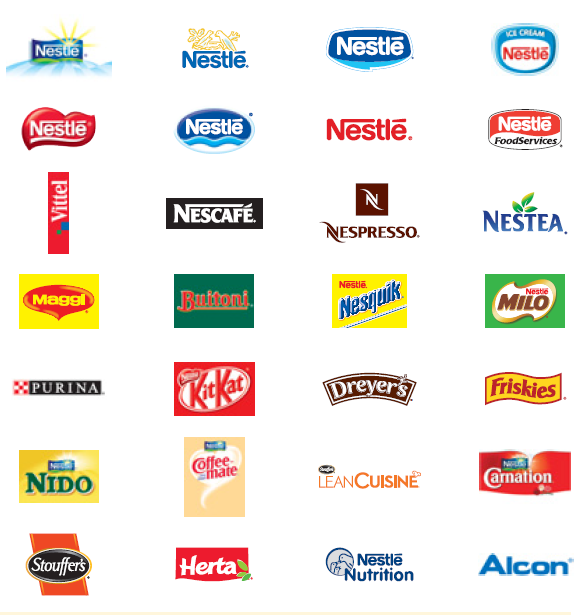 Nestlé
Nestlé
Nestlé
ICE CREAM
Nestlé
Nestlé
Nestlé
Nestlé
Nestlé
FoodServices
Vittel
NESCAFÉ
NESPRESSO
NESTEA
Maggi
Buitoni
Nestlé
Nesquik
Nestlé
MILO
PURINA
Nestlé
KitKat
Dreyer's
Friskies
Nestlé
NIDO
Nestlé
Coffee-mate
Stouffer's
LEAN CUISINE
Nestlé
Carnation
Stouffer's
Herta
Nestlé
Nutrition
Alcon